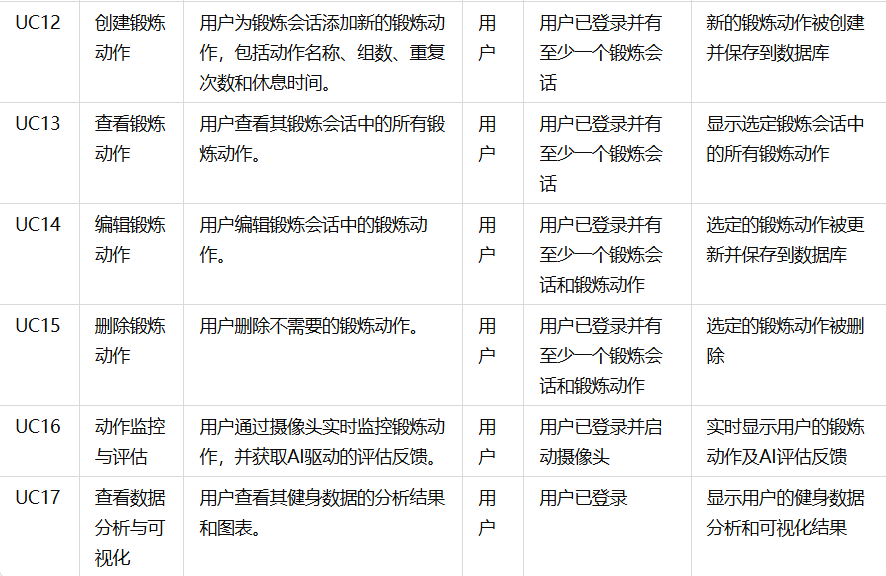 UC12 创建锻炼 用户为锻炼会话添加新的锻炼动 用 用户已登录并有 新的锻炼动作被创建
动作 作，包括动作名称、组数、重复 户 至少一个锻炼会 并保存到数据库
次数和休息时间。 话
UC13 查看锻炼 用户查看其锻炼会话中的所有锻 用 用户已登录并有 显示选定锻炼会话中
动作 炼动作。 户 至少一个锻炼会 的所有锻炼动作
话
UC14 编辑锻炼 用户编辑锻炼会话中的锻炼动 用 用户已登录并有 选定的锻炼动作被更
动作 作。 户 至少一个锻炼会 新并保存到数据库
话和锻炼动作
UC15 删除锻炼 用户删除不需要的锻炼动作。 用 用户已登录并有 选定的锻炼动作被删
动作 户 至少一个锻炼会 除
话和锻炼动作
UC16 动作监控 用户通过摄像头实时监控锻炼动 用 用户已登录并启 实时显示用户的锻炼
与评估 作，并获取AI驱动的评估反馈。 户 动摄像头 动作及AI评估反馈
UC17 查看数据 用户查看其健身数据的分析结果 用 用户已登录 显示用户的健身数据
分析与可 和图表。 户 分析和可视化结果
视化